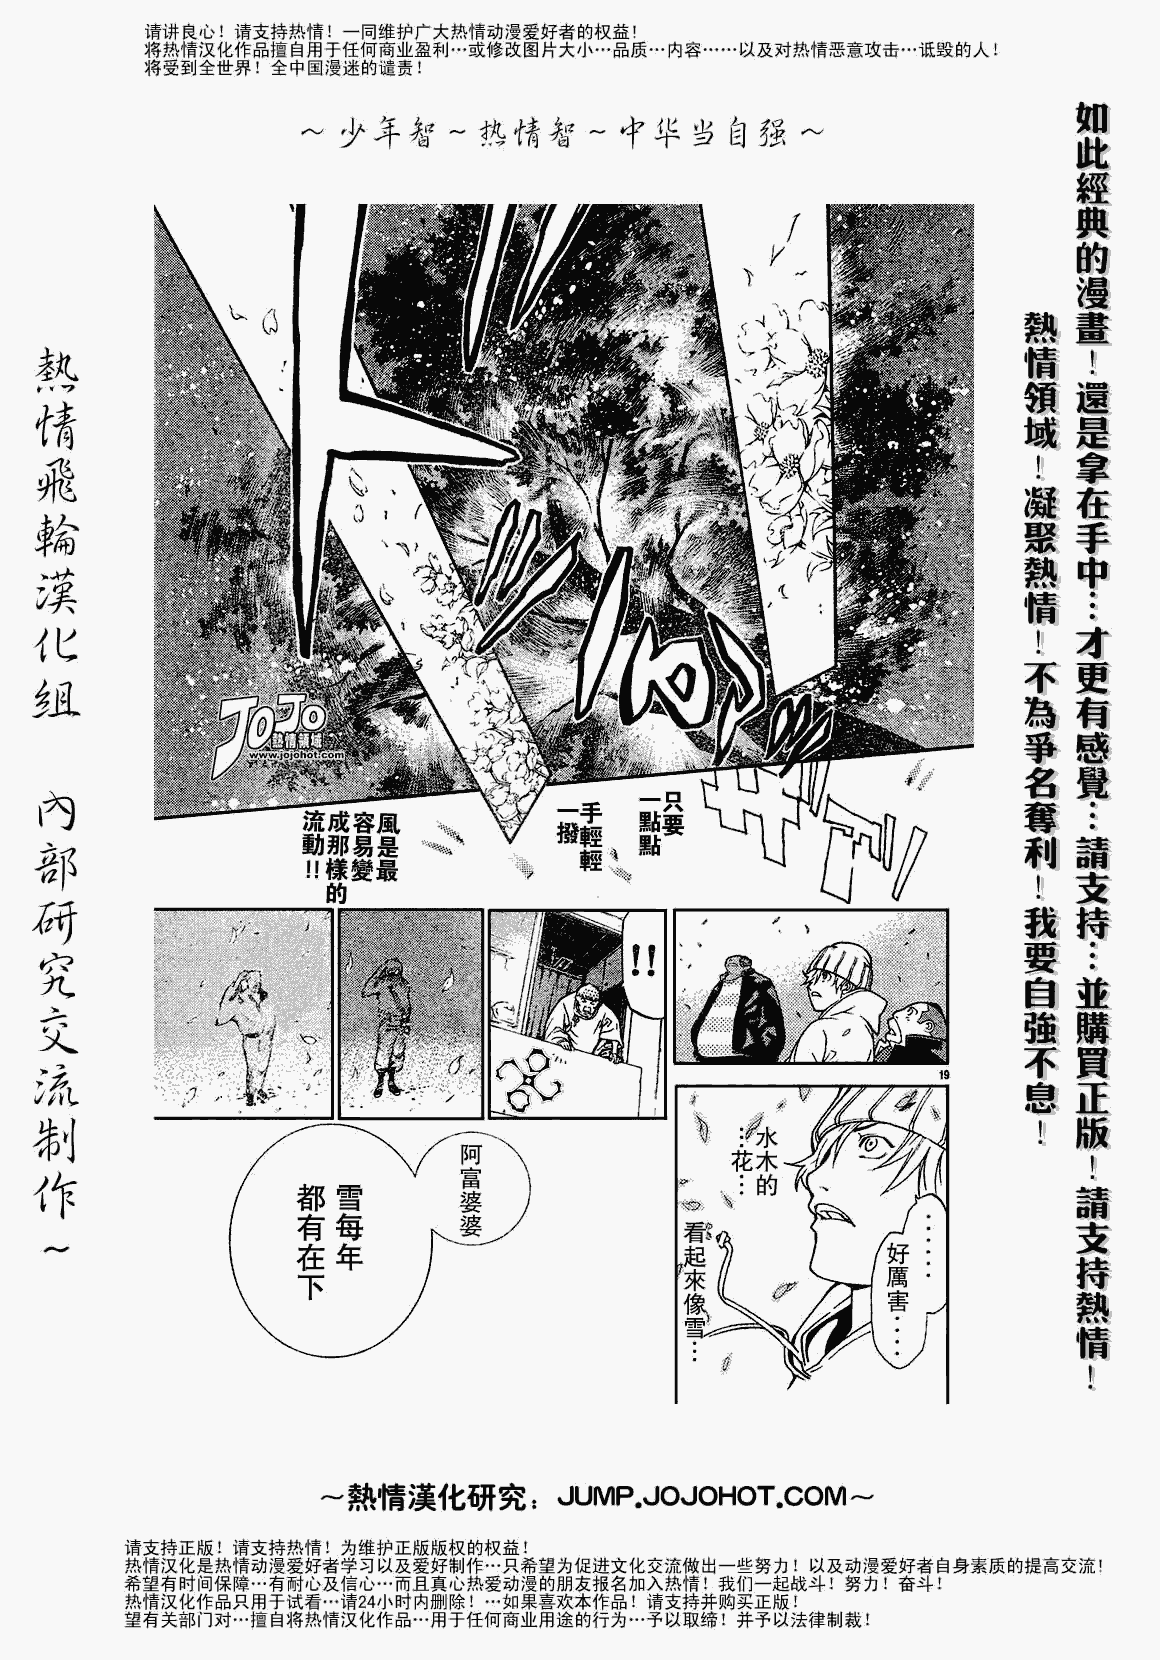 请讲良心！请支持热情！一同维护广大热情动漫爱好者的权益！
将热情汉化作品擅自用于任何商业盈利…或修改图片大小…品质…内容……以及对热情恶意攻击…诋毁的人！
将受到全世界！全中国漫迷的谴责！
～少年智～热情智～中华当自强～
如此經典的漫畫！還是拿在手中…才更有感覺…請支持…並購買正版！請支持熱情！
熱情領域！凝聚熱情！不為爭名奪利！我要自強不息！
熱情飛輪漢化組 內部研究交流制作～
JOJO
熱情領域
www.jojohot.com
只要
一點點
手輕輕
一撥
風是最
容易變
成那樣的
流動!!
!!
19
水木的
…花…
……
好厲害……
看起來像雪…
阿富婆婆
雪每年
都有在下
～熱情漢化研究：JUMP.JOJOHOT.COM～
请支持正版！请支持热情！为维护正版版权的权益！
热情汉化是热情动漫爱好者学习以及爱好制作…只希望为促进文化交流做出一些努力！以及动漫爱好者自身素质的提高交流！
希望有时间保障…有耐心及信心…而且真心热爱动漫的朋友报名加入热情！我们一起战斗！努力！奋斗！
热情汉化作品只用于试看…请24小时内删除！…如果喜欢本作品！请支持并购买正版！
望有关部门对…擅自将热情汉化作品…用于任何商业用途的行为…予以取缔！并予以法律制裁！